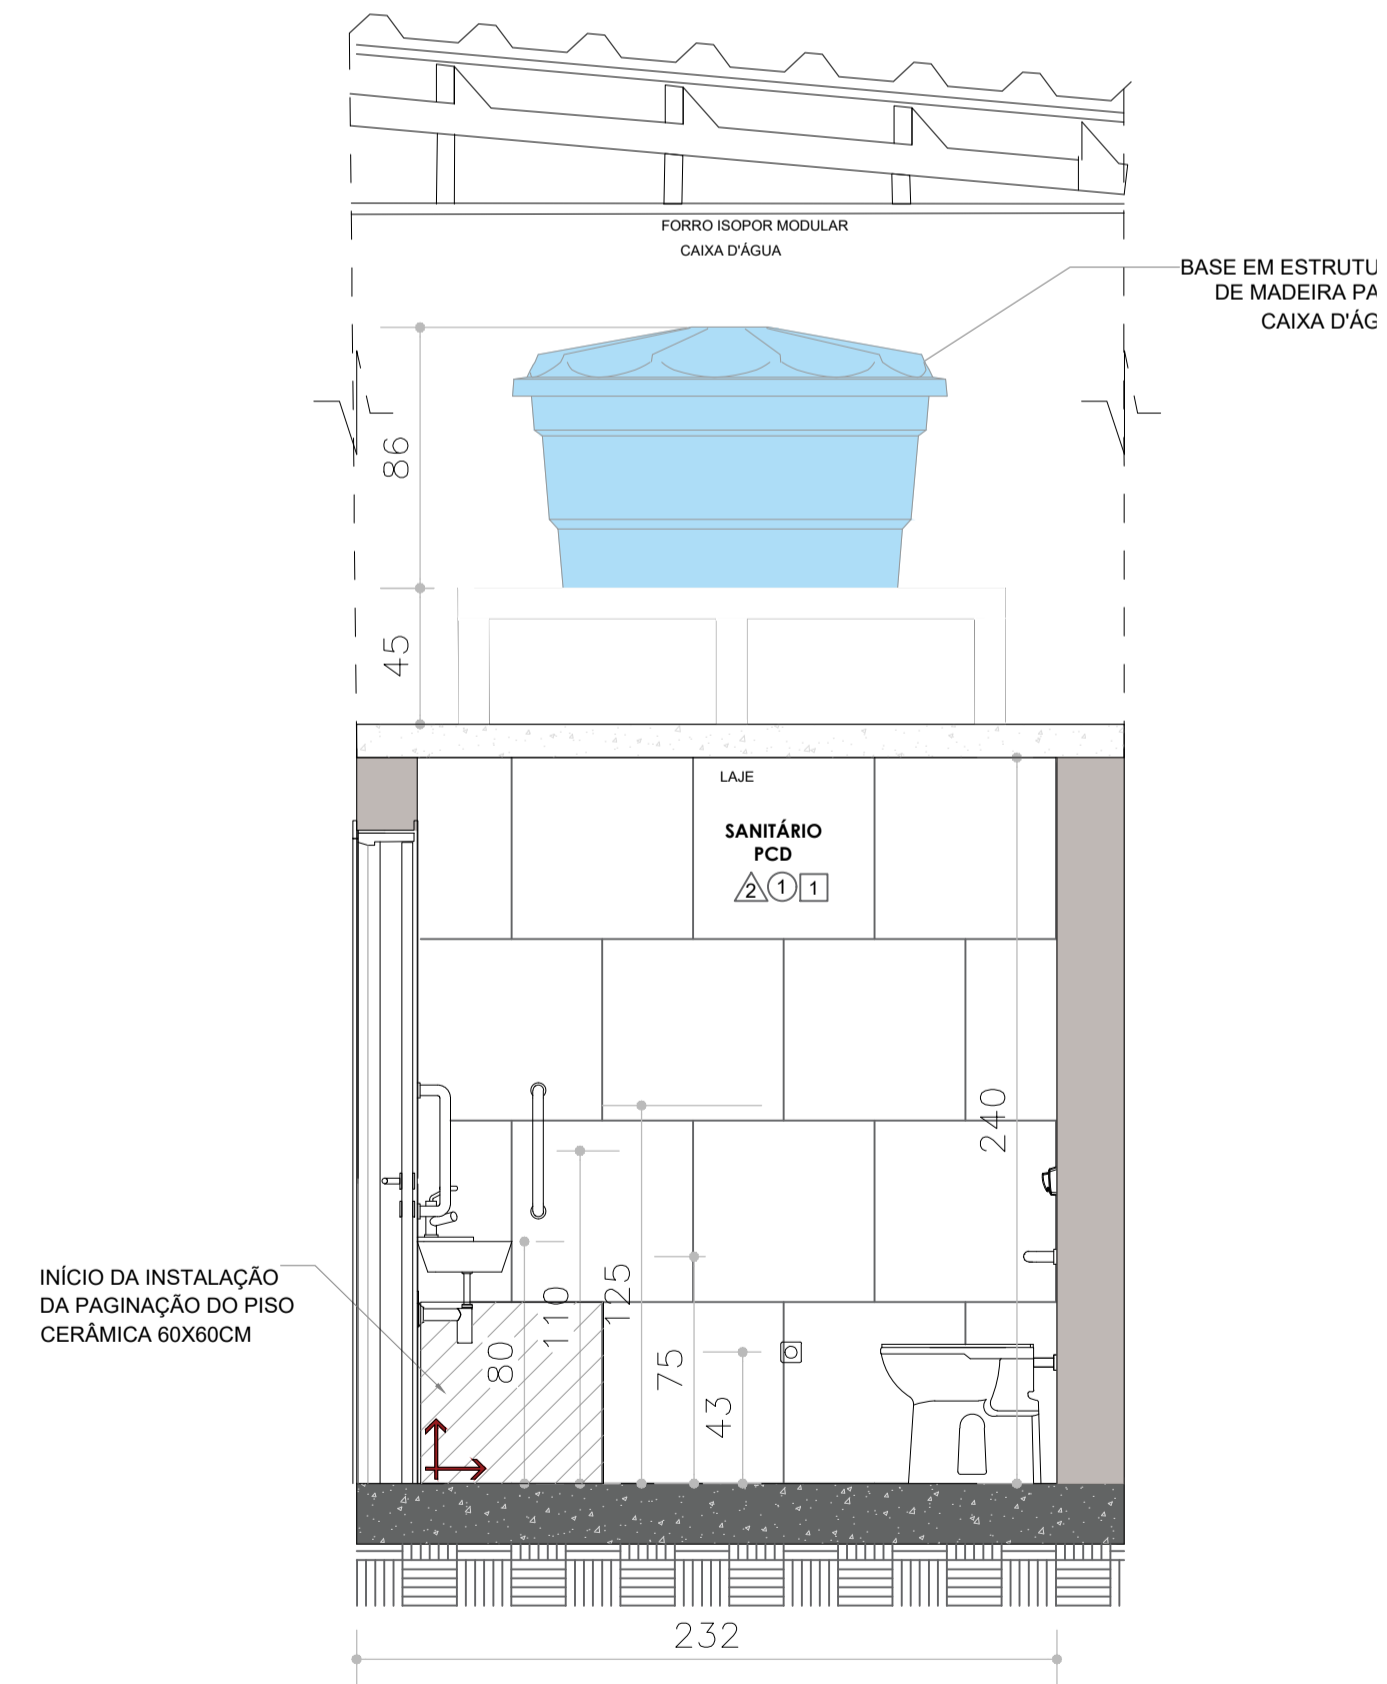 FORRO ISOPOR MODULAR
CAIXA D'ÁGUA
BASE EM ESTRUTU
DE MADEIRA PA
CAIXA D'ÁG
86
45
LAJE
SANITÁRIO
PCD
2 1 1
240
INÍCIO DA INSTALAÇÃO
DA PAGINAÇÃO DO PISO
CERÂMICA 60X60CM
80
110
125
75
43
232